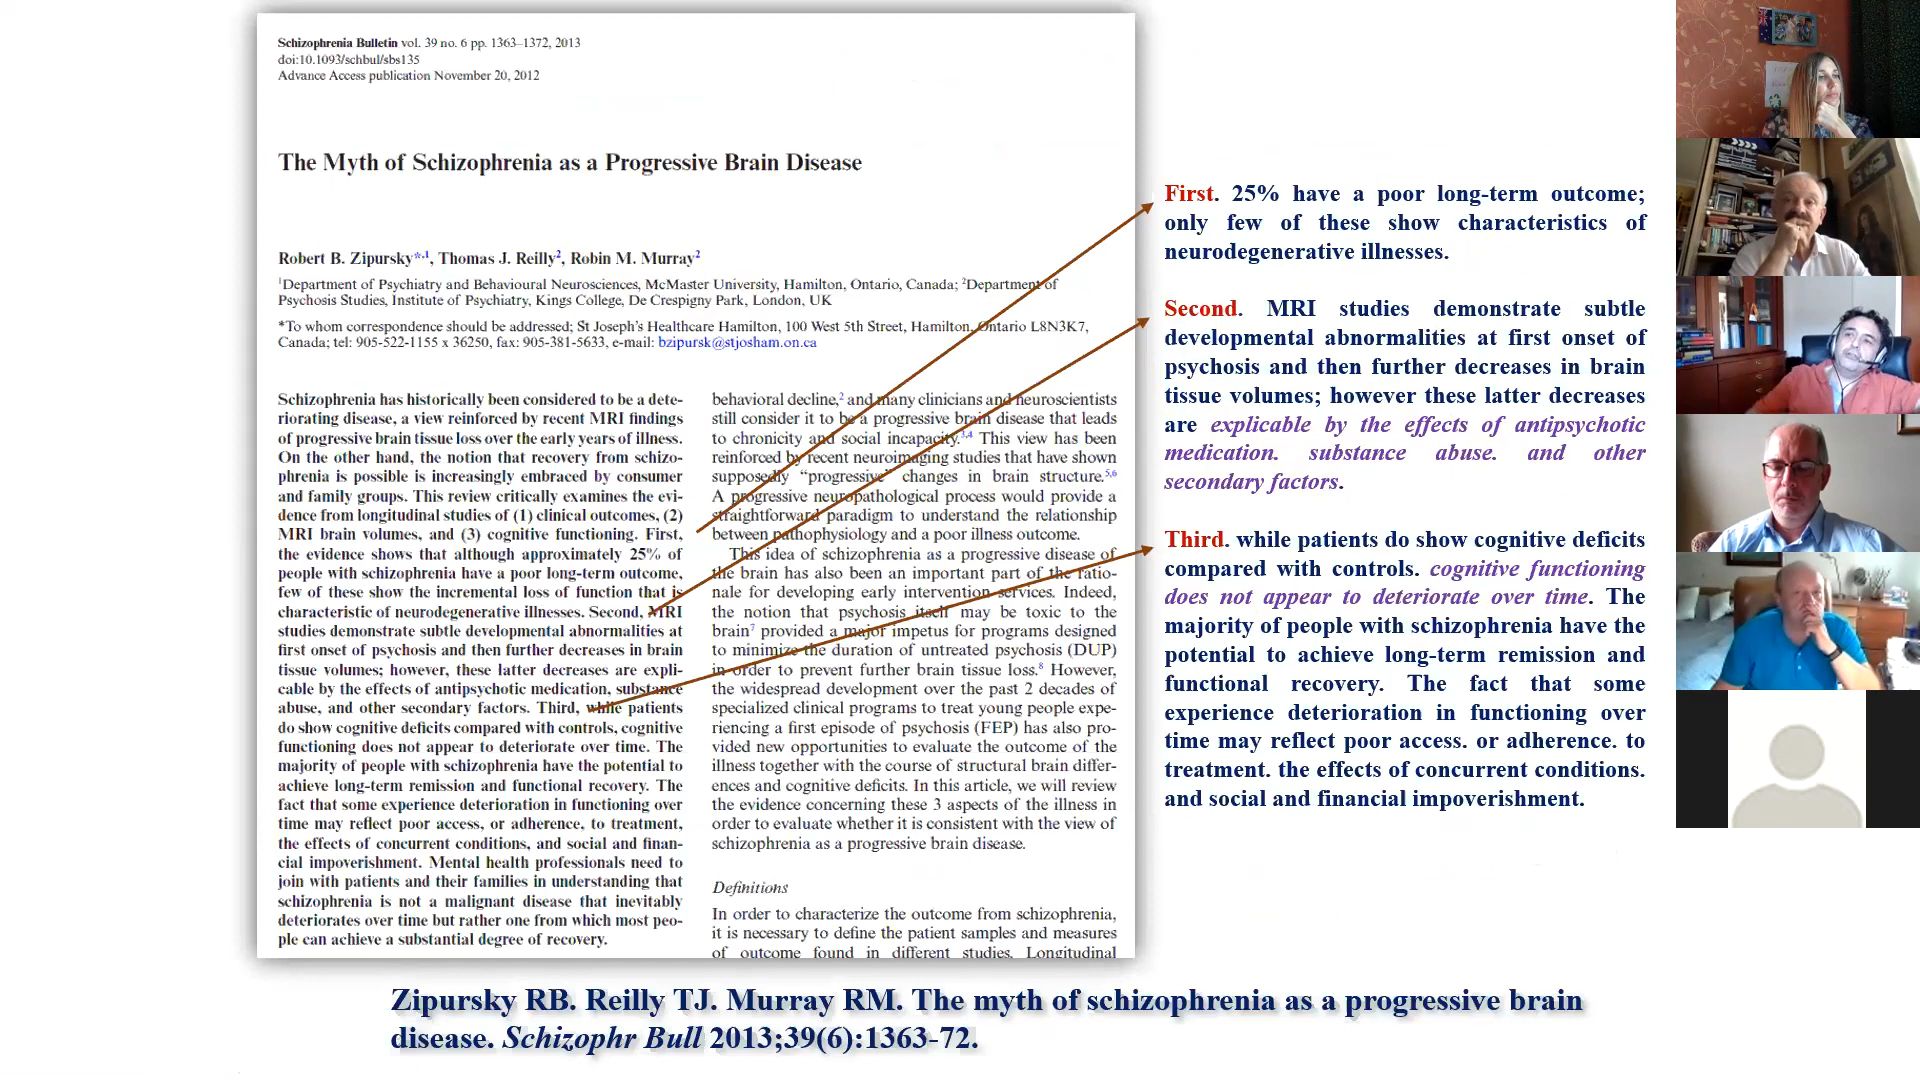 Schizophrenia Bulletin vol. 39 no. 6 pp. 1363–1372, 2013
doi:10.1093/schbul/sbs135
Advance Access publication November 20, 2012
The Myth of Schizophrenia as a Progressive Brain Disease
Robert B. Zipursky*,1, Thomas J. Reilly2, Robin M. Murray2
1Department of Psychiatry and Behavioural Neurosciences, McMaster University, Hamilton, Ontario, Canada; 2Department of
Psychosis Studies, Institute of Psychiatry, Kings College, De Crespigny Park, London, UK
*To whom correspondence should be addressed; St Joseph's Healthcare Hamilton, 100 West 5th Street, Hamilton, Ontario L8N3K7,
Canada; tel: 905-522-1155 x 36250, fax: 905-381-5633, e-mail: bzipursk@stjosham.on.ca
Schizophrenia has historically been considered to be a dete-
riorating disease, a view reinforced by recent MRI findings
of progressive brain tissue loss over the early years of illness.
On the other hand, the notion that recovery from schizo-
phrenia is possible is increasingly embraced by consumer
and family groups. This review critically examines the evi-
dence from longitudinal studies of (1) clinical outcomes, (2)
MRI brain volumes, and (3) cognitive functioning. First,
the evidence shows that although approximately 25% of
people with schizophrenia have a poor long-term outcome,
few of these show the incremental loss of function that is
characteristic of neurodegenerative illnesses. Second, MRI
studies demonstrate subtle developmental abnormalities at
first onset of psychosis and then further decreases in brain
tissue volumes; however, these latter decreases are expli-
cable by the effects of antipsychotic medication, substance
abuse, and other secondary factors. Third, while patients
do show cognitive deficits compared with controls, cognitive
functioning does not appear to deteriorate over time. The
majority of people with schizophrenia have the potential to
achieve long-term remission and functional recovery. The
fact that some experience deterioration in functioning over
time may reflect poor access, or adherence, to treatment,
the effects of concurrent conditions, and social and finan-
cial impoverishment. Mental health professionals need to
join with patients and their families in understanding that
schizophrenia is not a malignant disease that inevitably
deteriorates over time but rather one from which most peo-
ple can achieve a substantial degree of recovery.
behavioral decline,2 and many clinicians and neuroscientists
still consider it to be a progressive brain disease that leads
to chronicity and social incapacity.3,4 This view has been
reinforced by recent neuroimaging studies that have shown
supposedly “progressive” changes in brain structure.5,6
A progressive neuropathological process would provide a
straightforward paradigm to understand the relationship
between pathophysiology and a poor illness outcome.
This idea of schizophrenia as a progressive disease of
the brain has also been an important part of the ratio-
nale for developing early intervention services. Indeed,
the notion that psychosis itself may be toxic to the
brain7 provided a major impetus for programs designed
to minimize the duration of untreated psychosis (DUP)
in order to prevent further brain tissue loss.8 However,
the widespread development over the past 2 decades of
specialized clinical programs to treat young people expe-
riencing a first episode of psychosis (FEP) has also pro-
vided new opportunities to evaluate the outcome of the
illness together with the course of structural brain differ-
ences and cognitive deficits. In this article, we will review
the evidence concerning these 3 aspects of the illness in
order to evaluate whether it is consistent with the view of
schizophrenia as a progressive brain disease.
Definitions
In order to characterize the outcome from schizophrenia,
it is necessary to define the patient samples and measures
of outcome found in different studies. Longitudinal
First. 25% have a poor long-term outcome;
only few of these show characteristics of
neurodegenerative illnesses.
Second. MRI studies demonstrate subtle
developmental abnormalities at first onset of
psychosis and then further decreases in brain
tissue volumes; however these latter decreases
are explicable by the effects of antipsychotic
medication. substance abuse. and other
secondary factors.
Third. while patients do show cognitive deficits
compared with controls. cognitive functioning
does not appear to deteriorate over time. The
majority of people with schizophrenia have the
potential to achieve long-term remission and
functional recovery. The fact that some
experience deterioration in functioning over
time may reflect poor access. or adherence. to
treatment. the effects of concurrent conditions.
and social and financial impoverishment.
Zipursky RB. Reilly TJ. Murray RM. The myth of schizophrenia as a progressive brain
disease. Schizophr Bull 2013;39(6):1363-72.